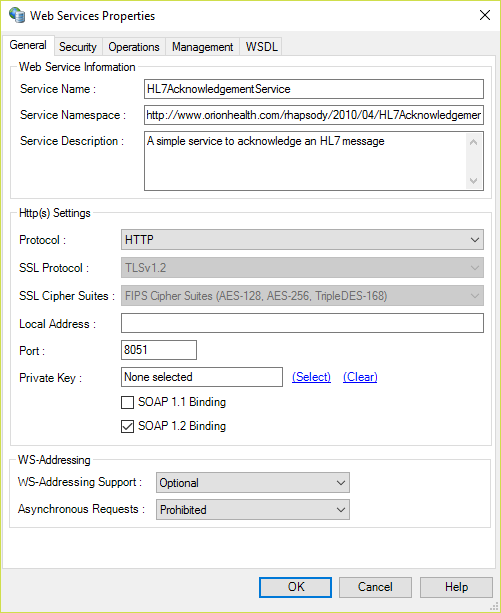 Web Services Properties
General Security Operations Management WSDL
Web Service Information
Service Name : HL7AcknowledgementService
Service Namespace : http://www.orionhealth.com/rhapsody/2010/04/HL7Acknowledgemer
Service Description : A simple service to acknowledge an HL7 message
Http(s) Settings
Protocol : HTTP
SSL Protocol : TLSv1.2
SSL Cipher Suites : FIPS Cipher Suites (AES-128, AES-256, TripleDES-168)
Local Address :
Port : 8051
Private Key : None selected (Select) (Clear)
SOAP 1.1 Binding
SOAP 1.2 Binding
WS-Addressing
WS-Addressing Support : Optional
Asynchronous Requests : Prohibited
OK Cancel Help